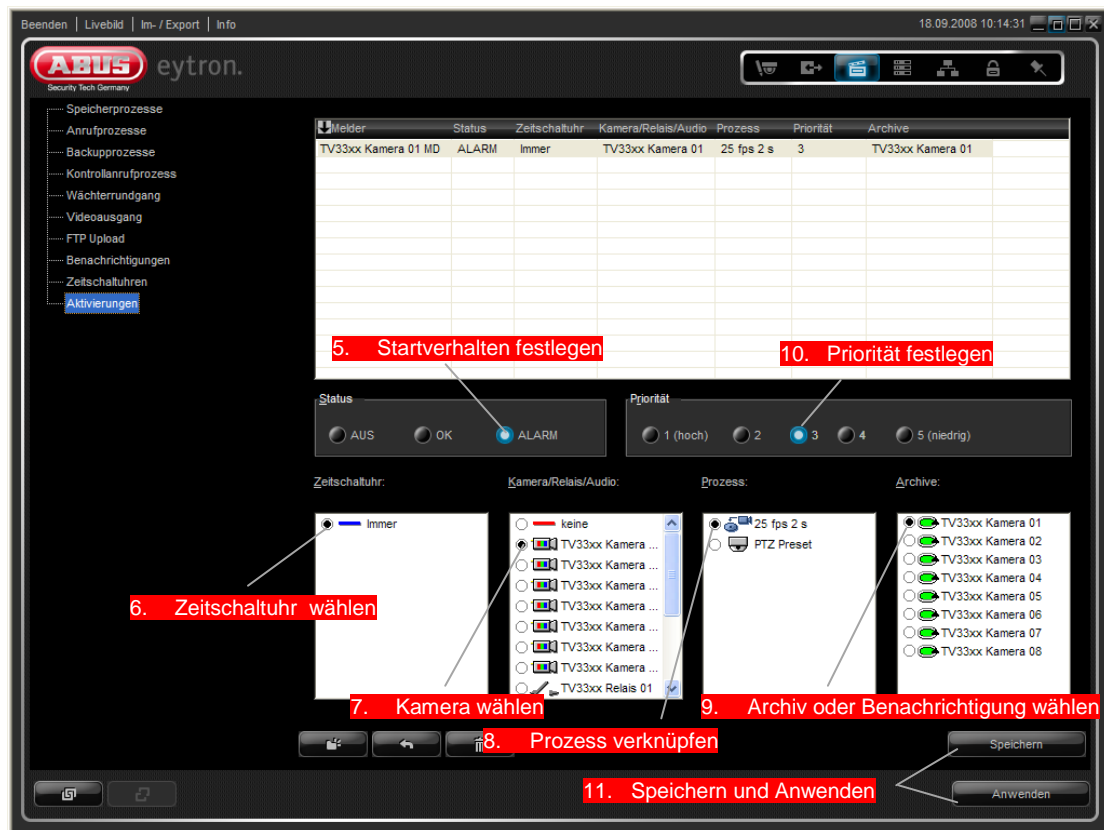 Beenden | Livebild | Im- / Export | Info
18.09.2008 10:14:31
ABUS eytron.
Security Tech Germany
Speicherprozesse
Anrufprozesse
Backupprozesse
Kontrollanrufprozess
Wächterrundgang
Videoausgang
FTP Upload
Benachrichtigungen
Zeitschaltuhren
Aktivierungen
Melder Status Zeitschaltuhr Kamera/Relais/Audio Prozess Priorität Archive
TV33xx Kamera 01 MD ALARM Immer TV33xx Kamera 01 25 fps 2 s 3 TV33xx Kamera 01
5. Startverhalten festlegen
10. Priorität festlegen
Status
AUS OK ALARM
Priorität
1 (hoch) 2 3 4 5 (niedrig)
Zeitschaltuhr:
Immer
6. Zeitschaltuhr wählen
Kamera/Relais/Audio:
keine
TV33xx Kamera ...
TV33xx Kamera ...
TV33xx Kamera ...
TV33xx Kamera ...
TV33xx Kamera ...
TV33xx Kamera ...
TV33xx Kamera ...
TV33xx Relais 01
7. Kamera wählen
Prozess:
25 fps 2 s
PTZ Preset
8. Prozess verknüpfen
Archive:
TV33xx Kamera 01
TV33xx Kamera 02
TV33xx Kamera 03
TV33xx Kamera 04
TV33xx Kamera 05
TV33xx Kamera 06
TV33xx Kamera 07
TV33xx Kamera 08
9. Archiv oder Benachrichtigung wählen
Speichern
11. Speichern und Anwenden
Anwenden